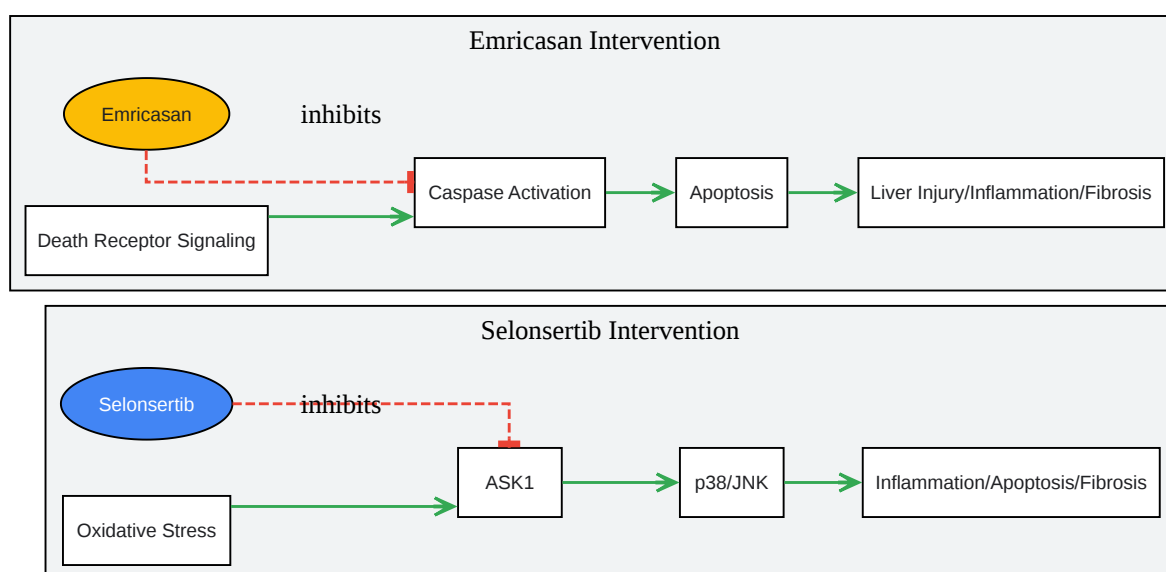 Emricasan Intervention
Emricasan
inhibits
Caspase Activation
Apoptosis
Liver Injury/Inflammation/Fibrosis
Death Receptor Signaling
Selonsertib Intervention
Selonsertib
inhibits
ASK1
p38/JNK
Inflammation/Apoptosis/Fibrosis
Oxidative Stress